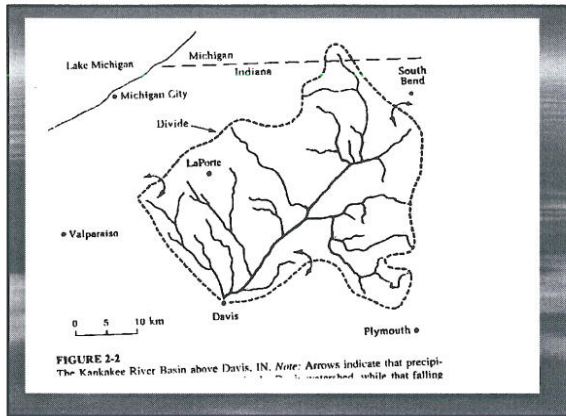 Lake Michigan
Michigan
Indiana
Michigan City
South
Bend
Divide
LaPorte
Valparaiso
Davis
0 5 10 km
Plymouth
FIGURE 2-2
The Kankakee River Basin above Davis, IN. Note: Arrows indicate that precipi-
watershed, while that falling